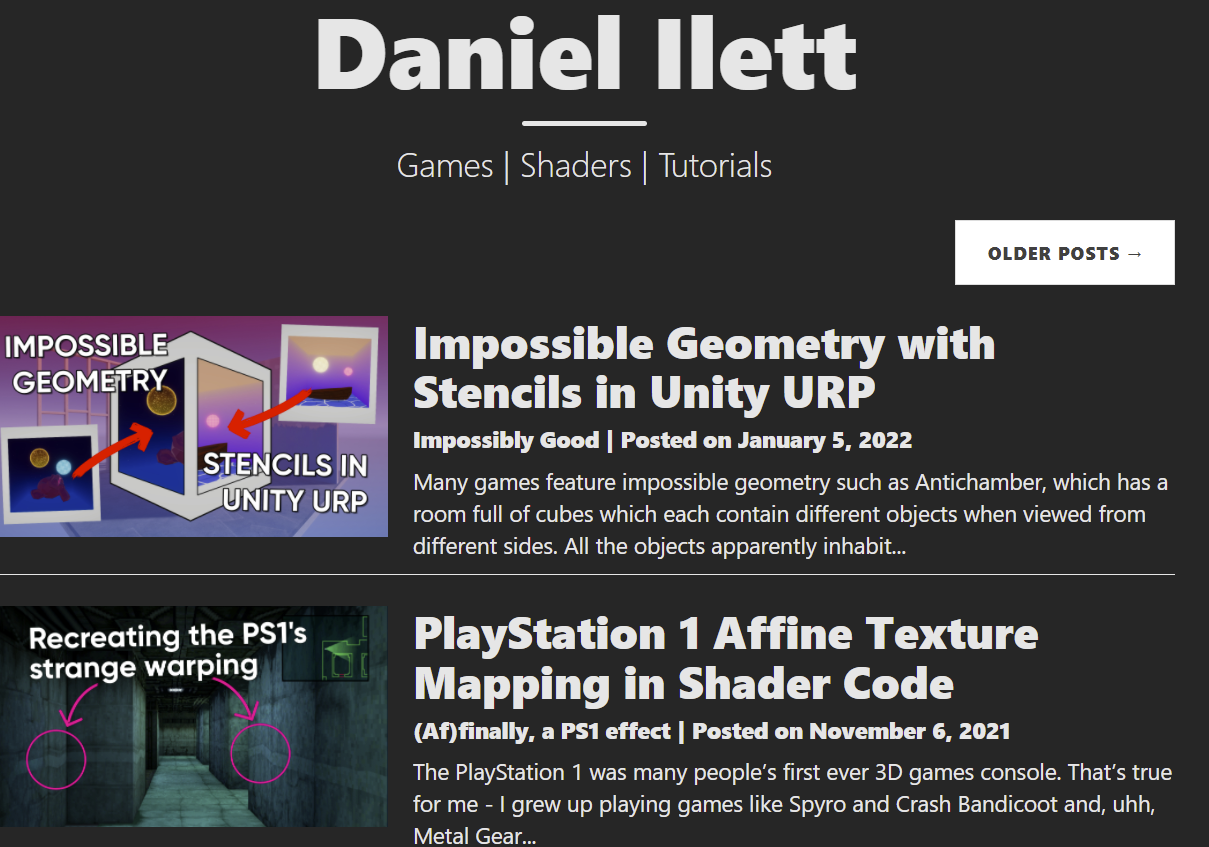 Daniel Ilett
Games | Shaders | Tutorials
OLDER POSTS →
IMPOSSIBLE
GEOMETRY
STENCILS IN
UNITY URP
Impossible Geometry with
Stencils in Unity URP
Impossibly Good | Posted on January 5, 2022
Many games feature impossible geometry such as Antichamber, which has a
room full of cubes which each contain different objects when viewed from
different sides. All the objects apparently inhabit...
Recreating the PS1's
strange warping
PlayStation 1 Affine Texture
Mapping in Shader Code
(Af)finally, a PS1 effect | Posted on November 6, 2021
The PlayStation 1 was many people’s first ever 3D games console. That’s true
for me - I grew up playing games like Spyro and Crash Bandicoot and, uhh,
Metal Gear...